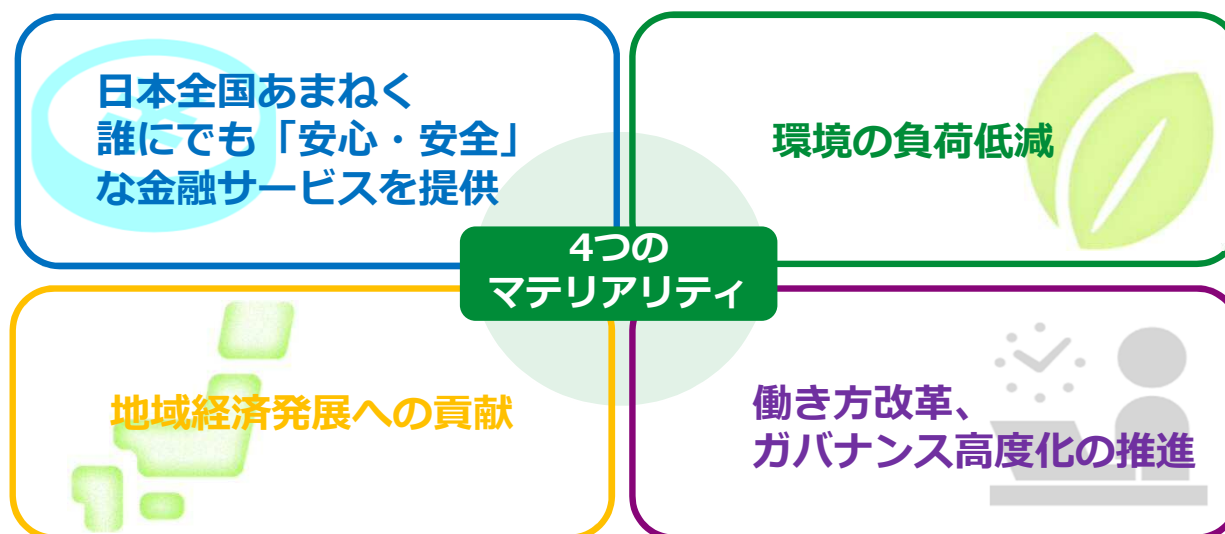 日本全国あまねく
誰にでも「安心・安全」
な金融サービスを提供
環境の負荷低減
4つの
マテリアリティ
地域経済発展への貢献
働き方改革、
ガバナンス高度化の推進